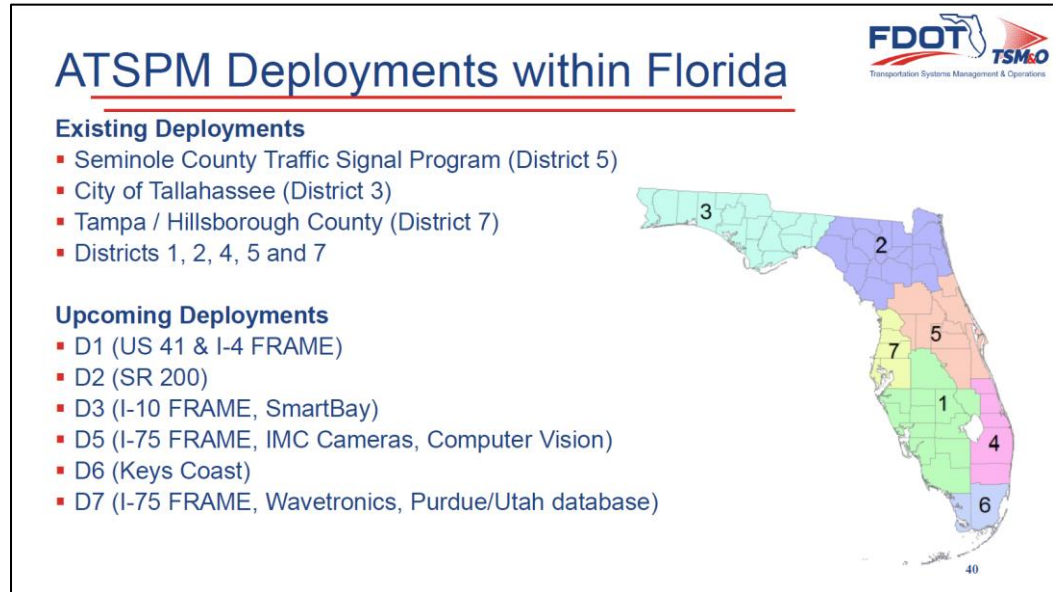 ATSPM Deployments within Florida
FDOT
TSM&O
Transportation Systems Management & Operations
Existing Deployments
▪ Seminole County Traffic Signal Program (District 5)
▪ City of Tallahassee (District 3)
▪ Tampa / Hillsborough County (District 7)
▪ Districts 1, 2, 4, 5 and 7
Upcoming Deployments
▪ D1 (US 41 & I-4 FRAME)
▪ D2 (SR 200)
▪ D3 (I-10 FRAME, SmartBay)
▪ D5 (I-75 FRAME, IMC Cameras, Computer Vision)
▪ D6 (Keys Coast)
▪ D7 (I-75 FRAME, Wavetronics, Purdue/Utah database)
3
2
5
7
1
4
6
40